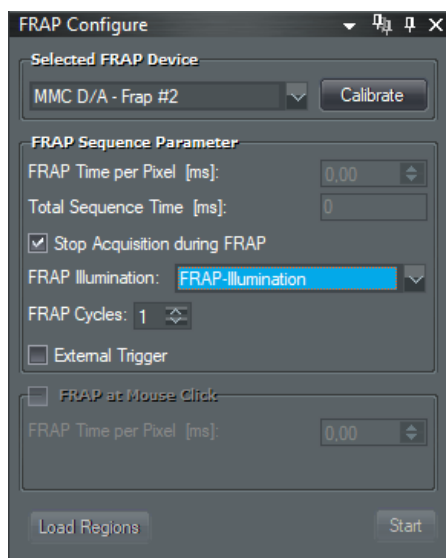 FRAP Configure
Selected FRAP Device
MMC D/A - Frap #2
Calibrate
FRAP Sequence Parameter
FRAP Time per Pixel [ms]: 0,00
Total Sequence Time [ms]: 0
Stop Acquisition during FRAP
FRAP Illumination: FRAP-Illumination
FRAP Cycles: 1
External Trigger
FRAP at Mouse Click
FRAP Time per Pixel [ms]: 0,00
Load Regions Start